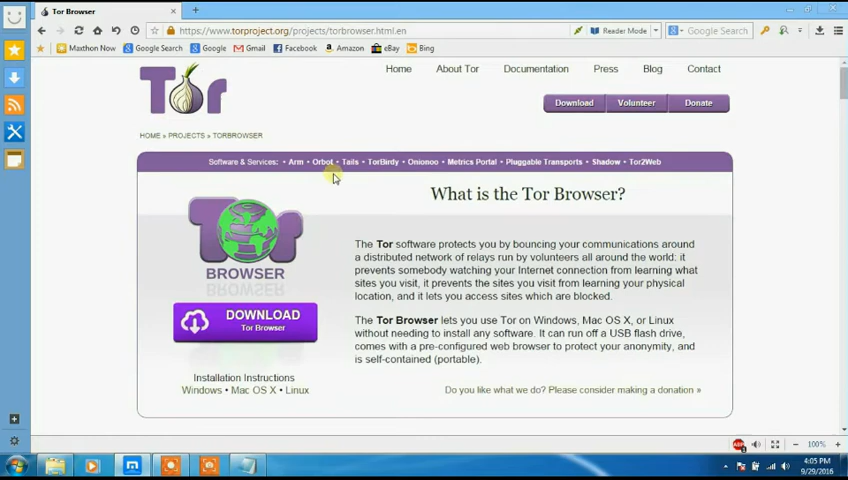 Tor Browser
https://www.torproject.org/projects/torbrowser.html.en
Reader Mode
Google Search
Maxthon Now
Google Search
Google
Gmail
Facebook
Amazon
eBay
Bing
Tor
Home
About Tor
Documentation
Press
Blog
Contact
Download
Volunteer
Donate
HOME » PROJECTS » TORBROWSER
Software & Services: • Arm • Orbot • Tails • TorBirdy • Onionoo • Metrics Portal • Pluggable Transports • Shadow • Tor2Web
Tor
BROWSER
DOWNLOAD
Tor Browser
Installation Instructions
Windows • Mac OS X • Linux
What is the Tor Browser?
The Tor software protects you by bouncing your communications around
a distributed network of relays run by volunteers all around the world: it
prevents somebody watching your Internet connection from learning what
sites you visit, it prevents the sites you visit from learning your physical
location, and it lets you access sites which are blocked.
The Tor Browser lets you use Tor on Windows, Mac OS X, or Linux
without needing to install any software. It can run off a USB flash drive,
comes with a pre-configured web browser to protect your anonymity, and
is self-contained (portable).
Do you like what we do? Please consider making a donation »
ABP
100%
4:05 PM
9/29/2016